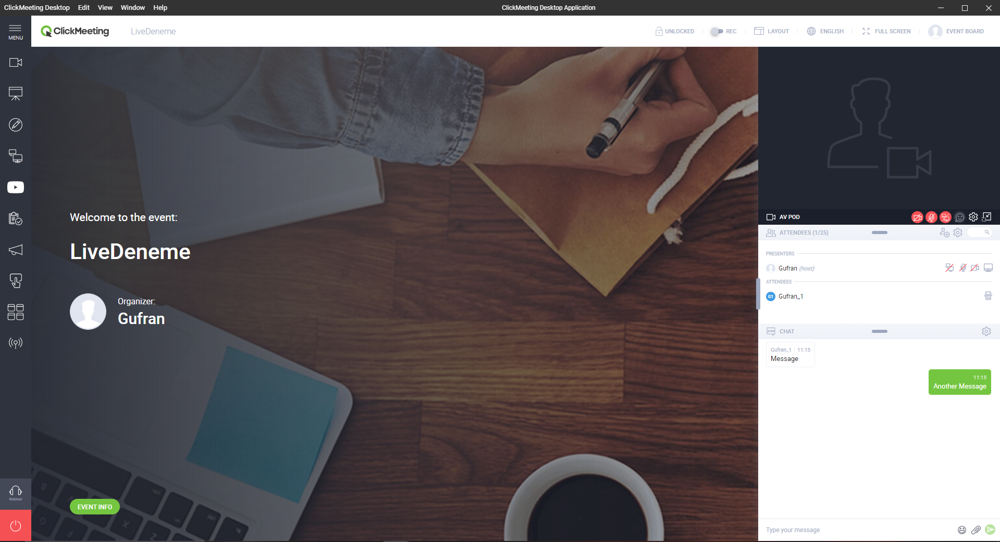 ClickMeeting Desktop Edit View Window Help
ClickMeeting Desktop Application
MENU
ClickMeeting
LiveDeneme
UNLOCKED
REC
LAYOUT
ENGLISH
FULL SCREEN
EVENT BOARD
Welcome to the event:
LiveDeneme
Organizer:
Gufran
EVENT INFO
Webinar
AV POD
ATTENDEES (1/25)
PRESENTERS
Gufran (host)
ATTENDEES
G1 Gufran_1
CHAT
Gufran_1 11:15
Message
11:15
Another Message
Type your message